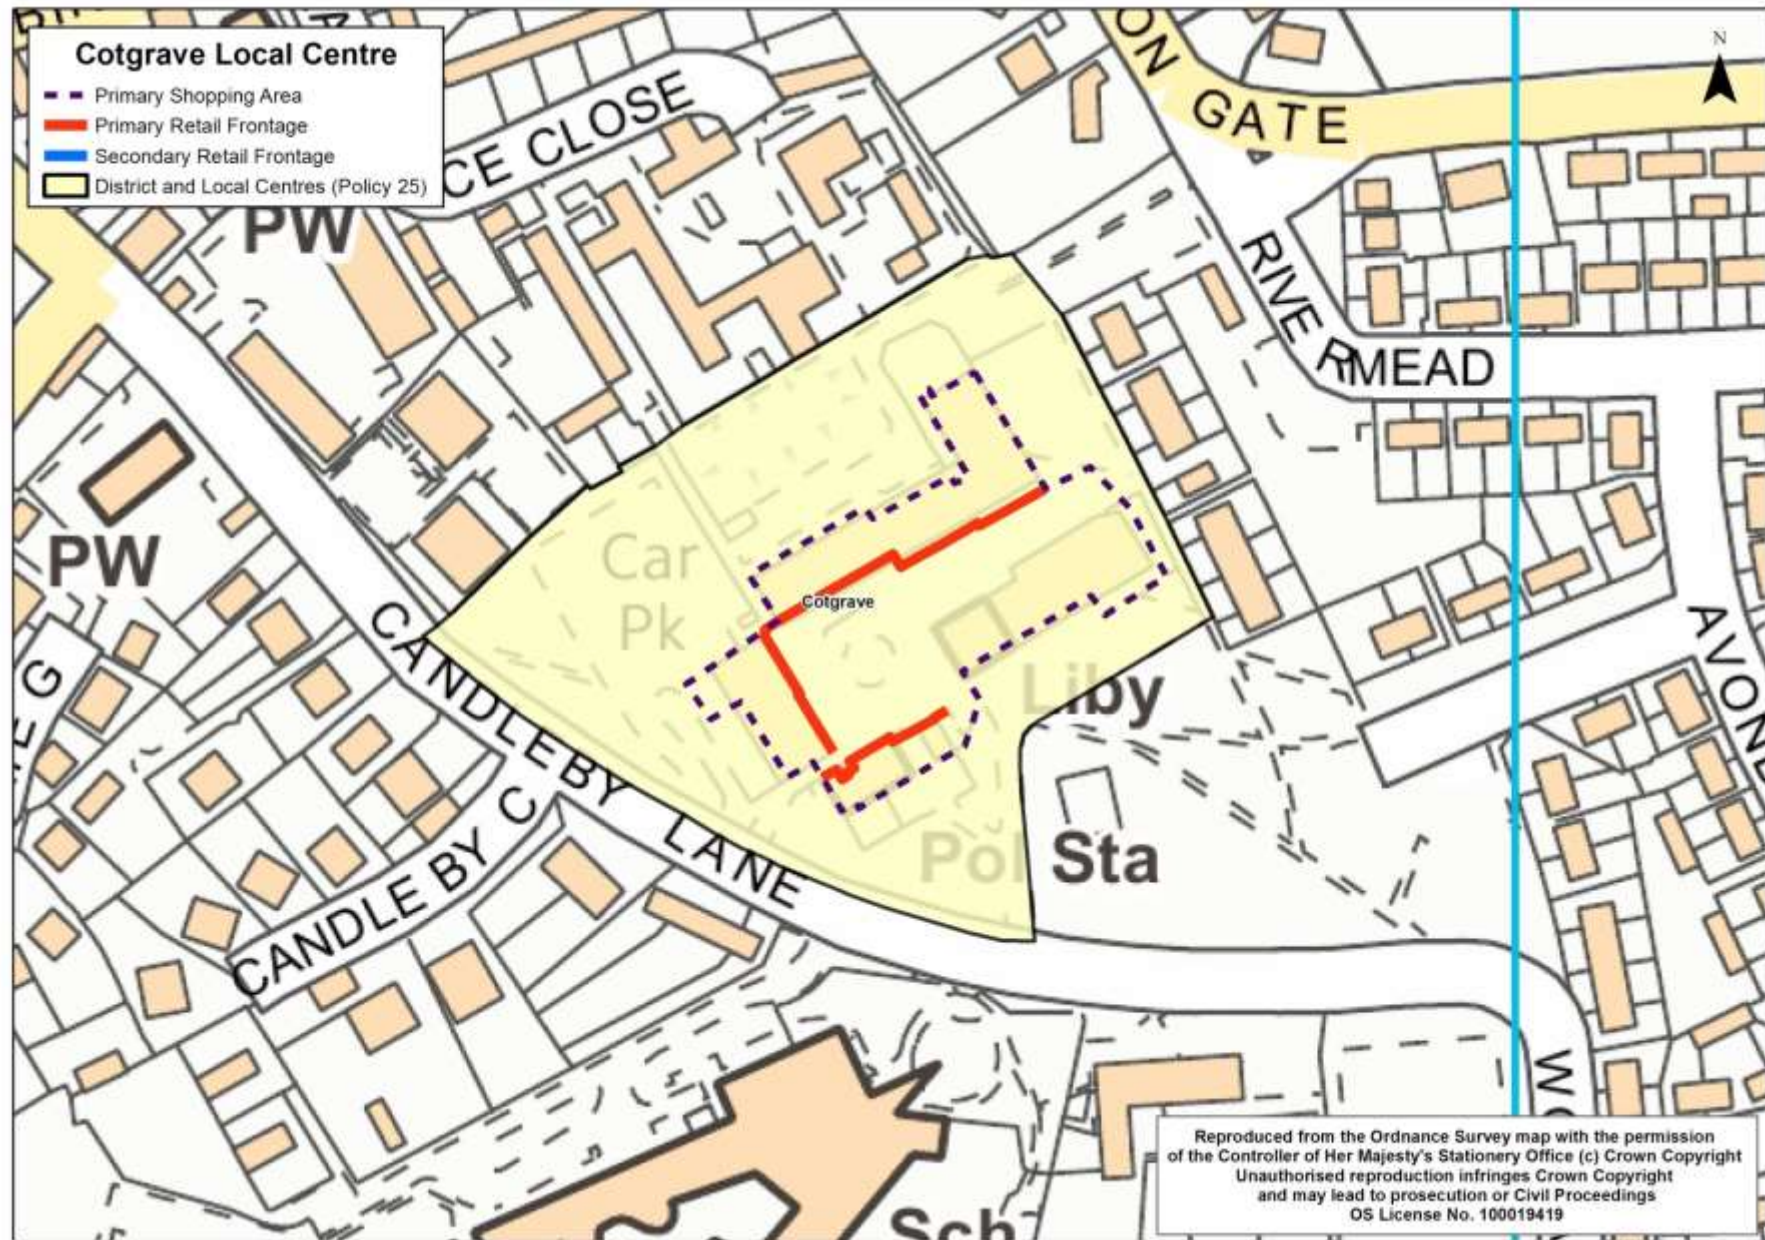 Cotgrave Local Centre
Primary Shopping Area
Primary Retail Frontage
Secondary Retail Frontage
District and Local Centres (Policy 25)
N
CE CLOSE
ON GATE
PW
RIVERMEAD
PW
Car
Pk
Cotgrave
CANDLEBY LANE
Liby
AVOND
Pol Sta
CANDLEBY C
Sch
Reproduced from the Ordnance Survey map with the permission
of the Controller of Her Majesty's Stationery Office (c) Crown Copyright
Unauthorised reproduction infringes Crown Copyright
and may lead to prosecution or Civil Proceedings
OS License No. 100019419